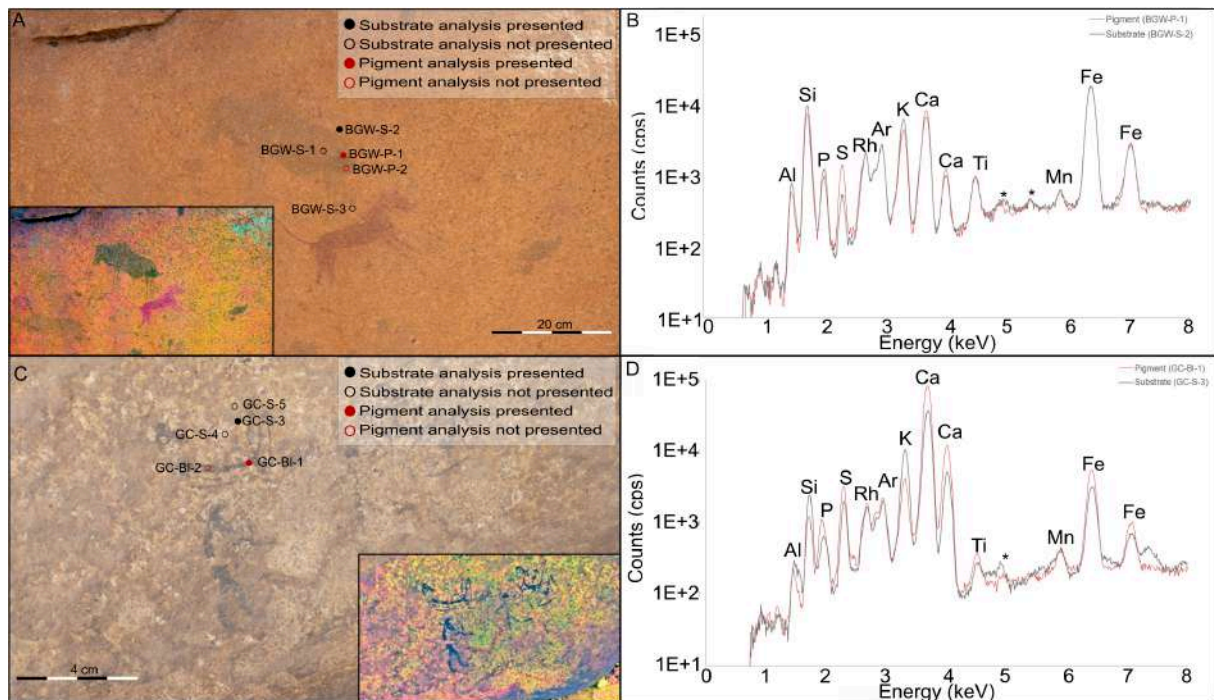 A
Substrate analysis presented
Substrate analysis not presented
Pigment analysis presented
Pigment analysis not presented
BGW-S-2
BGW-S-1
BGW-P-1
BGW-P-2
BGW-S-3
20 cm
B
Pigment (BGW-P-1)
Substrate (BGW-S-2)
1E+5
1E+4
1E+3
1E+2
1E+1
Counts (cps)
Al
Si
P
S
Rh
Ar
K
Ca
Ca
Ti
*
*
Mn
Fe
Fe
0 1 2 3 4 5 6 7 8
Energy (keV)
C
Substrate analysis presented
Substrate analysis not presented
Pigment analysis presented
Pigment analysis not presented
GC-S-5
GC-S-3
GC-S-4
GC-Bl-2
GC-Bl-1
4 cm
D
Pigment (GC-Bl-1)
Substrate (GC-S-3)
1E+5
1E+4
1E+3
1E+2
1E+1
Counts (cps)
Al
Si
P
S
Rh
Ar
K
Ca
Ca
Ti
*
Mn
Fe
Fe
0 1 2 3 4 5 6 7 8
Energy (keV)